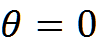 θ = 0